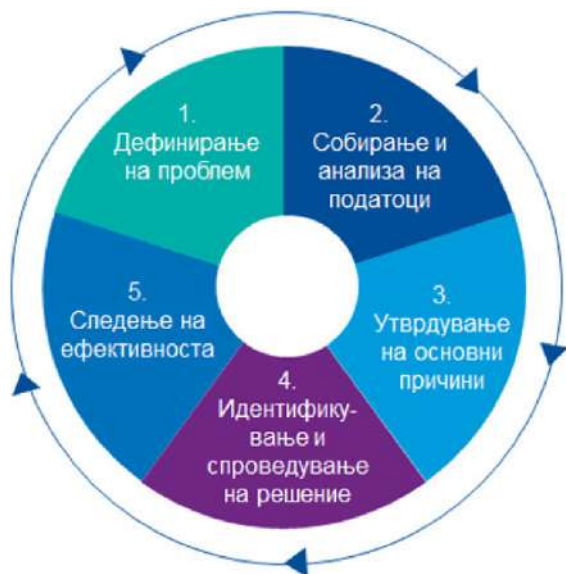 1.
Дефинирање
на проблем
2.
Собирање и
анализа на
податоци
3.
Утврдување
на основни
причини
4.
Идентифику-
вање и
спроведување
на решение
5.
Следење на
ефективноста